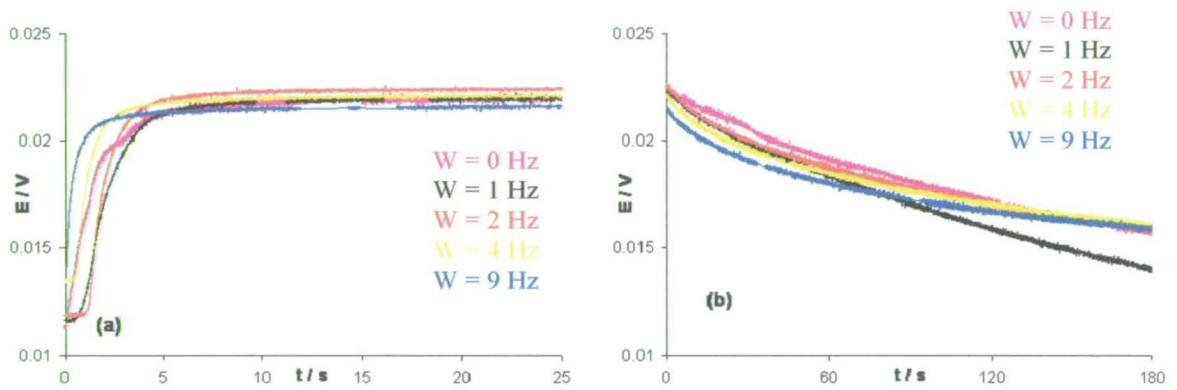 0.025
0.02
0.015
0.01
E / V
0
5
10
15
20
25
t / s
W = 0 Hz
W = 1 Hz
W = 2 Hz
W = 4 Hz
W = 9 Hz
(a)
0.025
0.02
0.015
0.01
E / V
0
60
120
180
t / s
W = 0 Hz
W = 1 Hz
W = 2 Hz
W = 4 Hz
W = 9 Hz
(b)